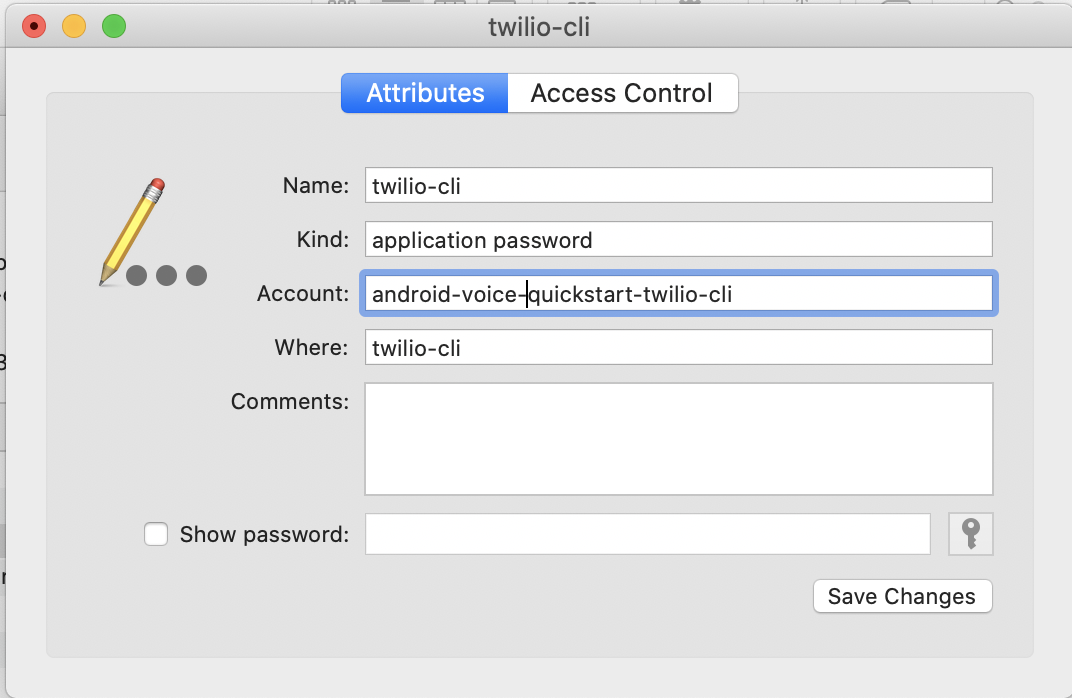 twilio-cli
Attributes Access Control
Name: twilio-cli
Kind: application password
Account: android-voice-quickstart-twilio-cli
Where: twilio-cli
Comments:
Show password:
Save Changes